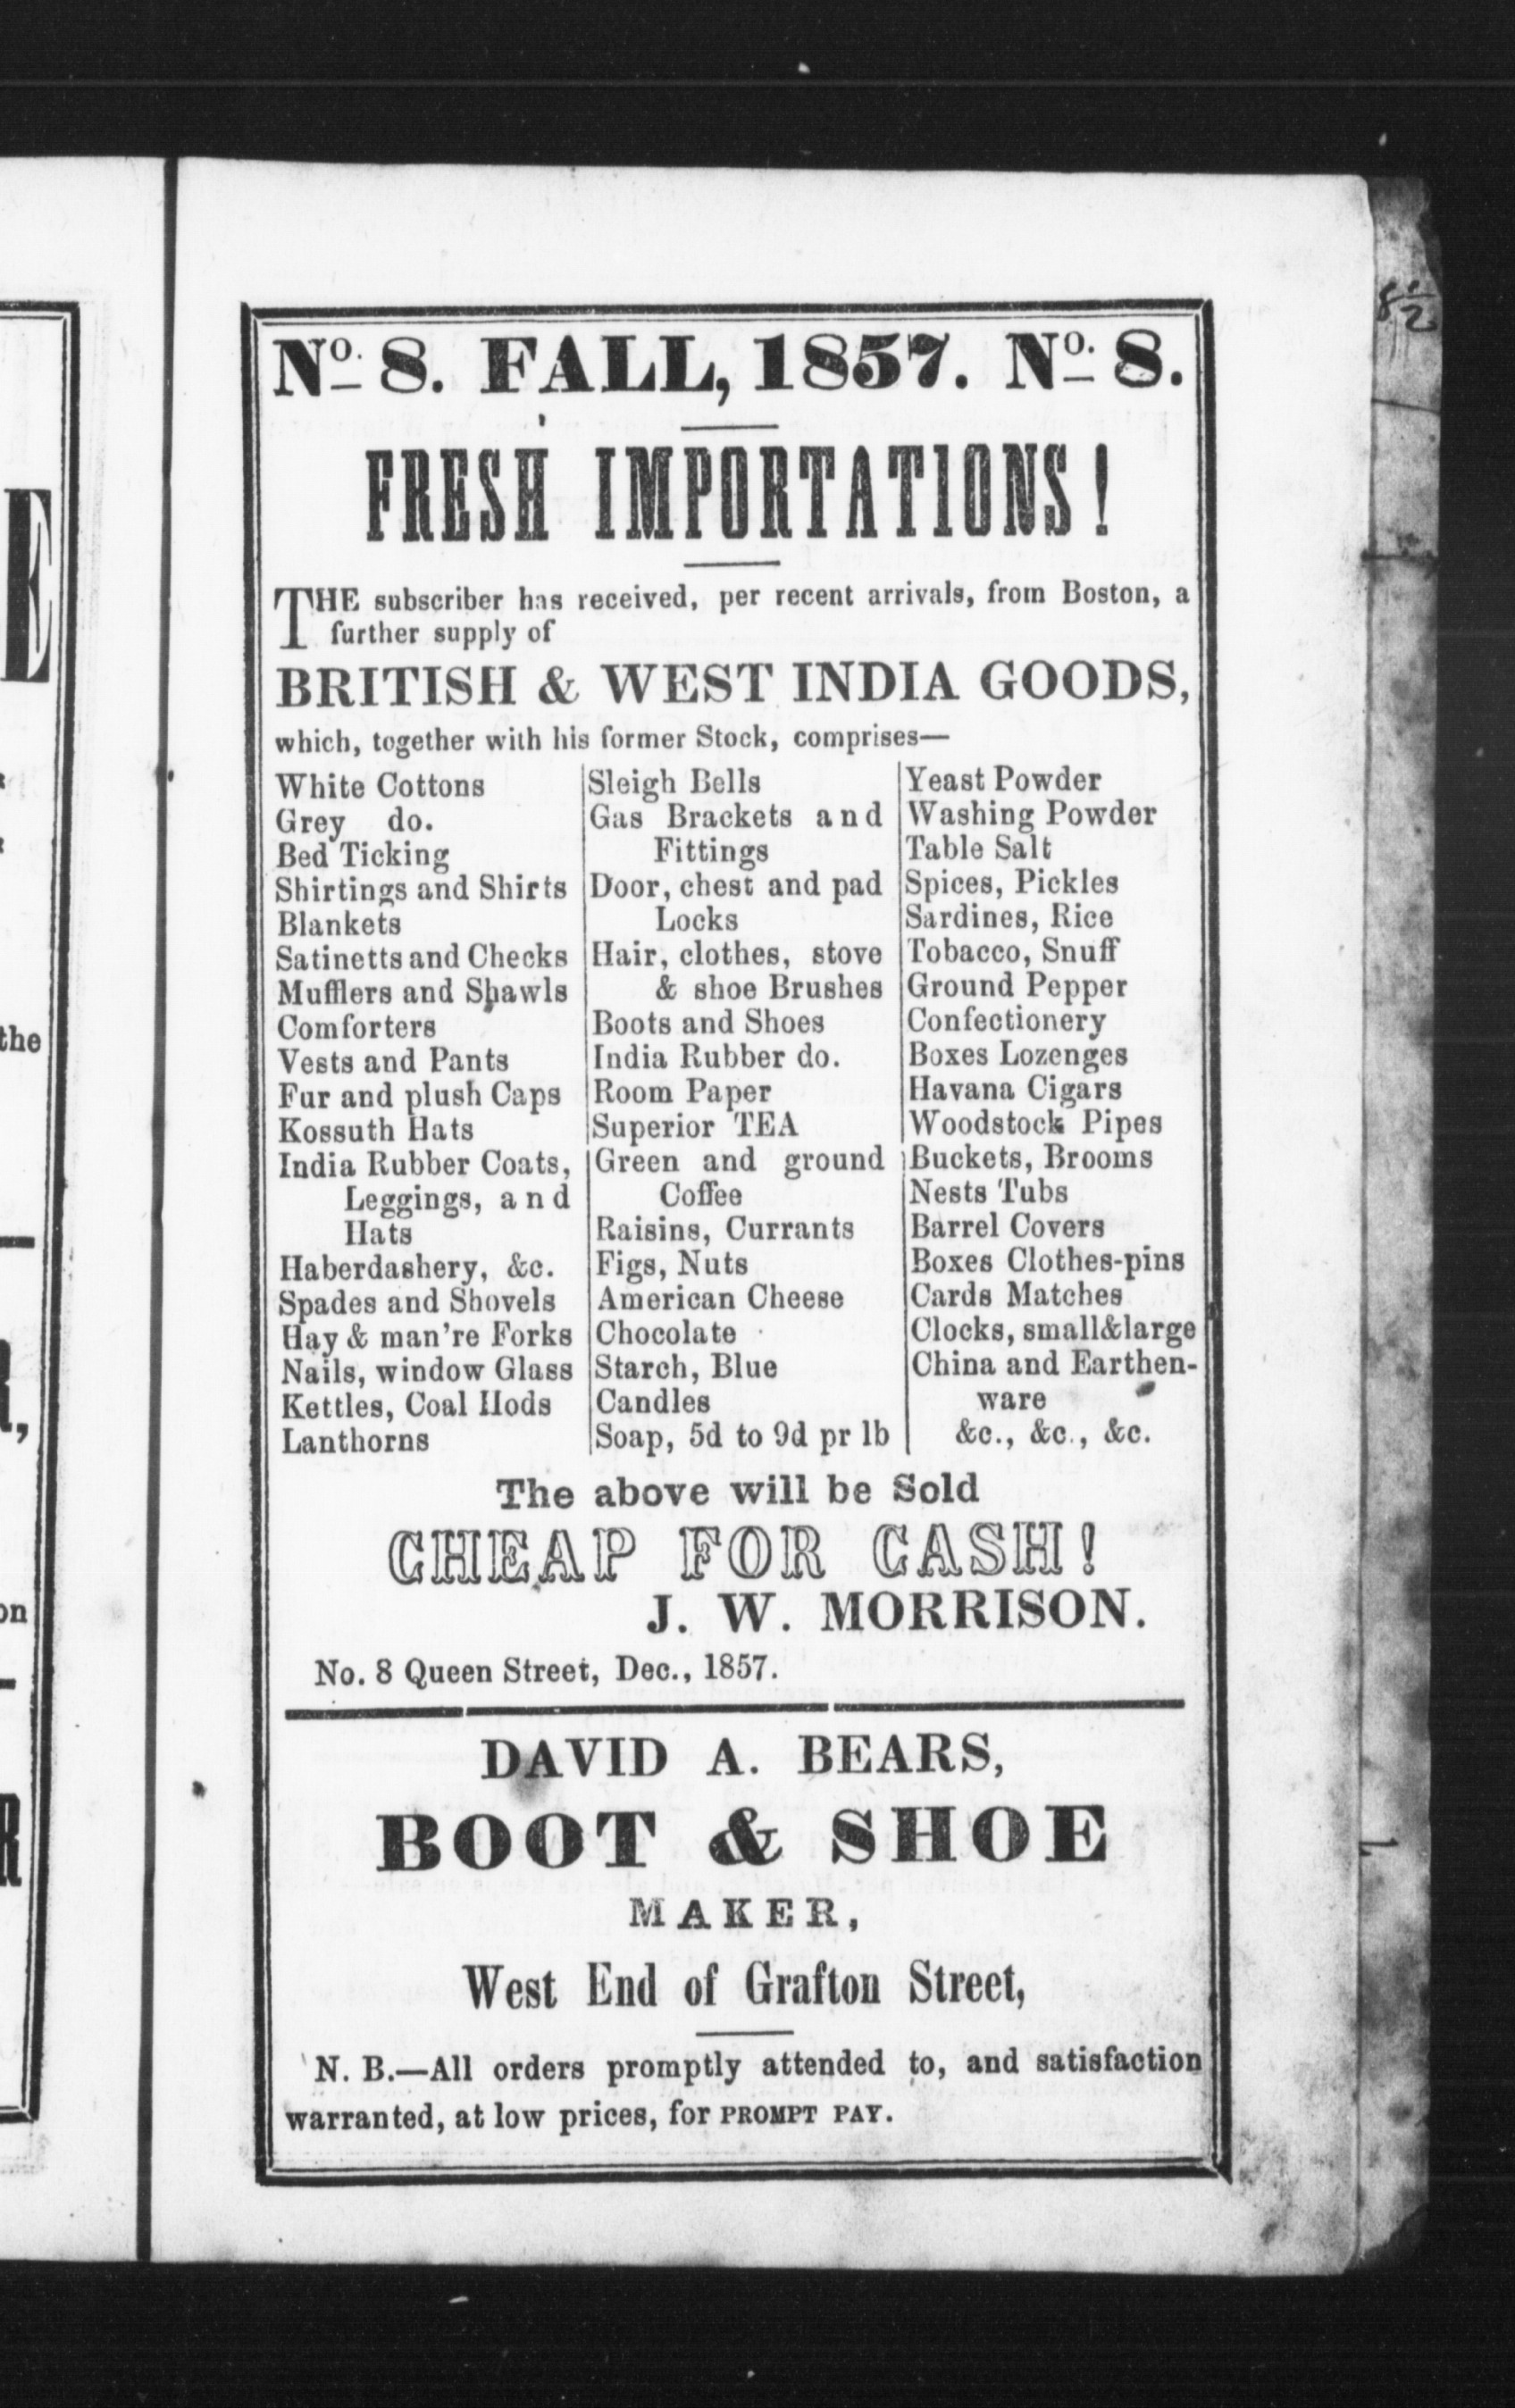 No. 8. FALL, 1857. No. 8.
FRESH IMPORTATIONS!
THE subscriber has received, per recent arrivals, from Boston, a
further supply of
BRITISH & WEST INDIA GOODS,
which, together with his former Stock, comprises—
White Cottons
Grey do.
Bed Ticking
Shirtings and Shirts
Blankets
Satinetts and Checks
Mufflers and Shawls
Comforters
Vests and Pants
Fur and plush Caps
Kossuth Hats
India Rubber Coats,
Leggings, and
Hats
Haberdashery, &c.
Spades and Shovels
Hay & man're Forks
Nails, window Glass
Kettles, Coal Hods
Lanthorns
Sleigh Bells
Gas Brackets and
Fittings
Door, chest and pad
Locks
Hair, clothes, stove
& shoe Brushes
Boots and Shoes
India Rubber do.
Room Paper
Superior TEA
Green and ground
Coffee
Raisins, Currants
Figs, Nuts
American Cheese
Chocolate
Starch, Blue
Candles
Soap, 5d to 9d pr lb
Yeast Powder
Washing Powder
Table Salt
Spices, Pickles
Sardines, Rice
Tobacco, Snuff
Ground Pepper
Confectionery
Boxes Lozenges
Havana Cigars
Woodstock Pipes
Buckets, Brooms
Nests Tubs
Barrel Covers
Boxes Clothes-pins
Cards Matches
Clocks, small&large
China and Earthen-
ware
&c., &c., &c.
The above will be Sold
CHEAP FOR CASH!
J. W. MORRISON.
No. 8 Queen Street, Dec., 1857.
DAVID A. BEARS,
BOOT & SHOE
MAKER,
West End of Grafton Street,
N. B.—All orders promptly attended to, and satisfaction
warranted, at low prices, for PROMPT PAY.
E
the
R,
on
R